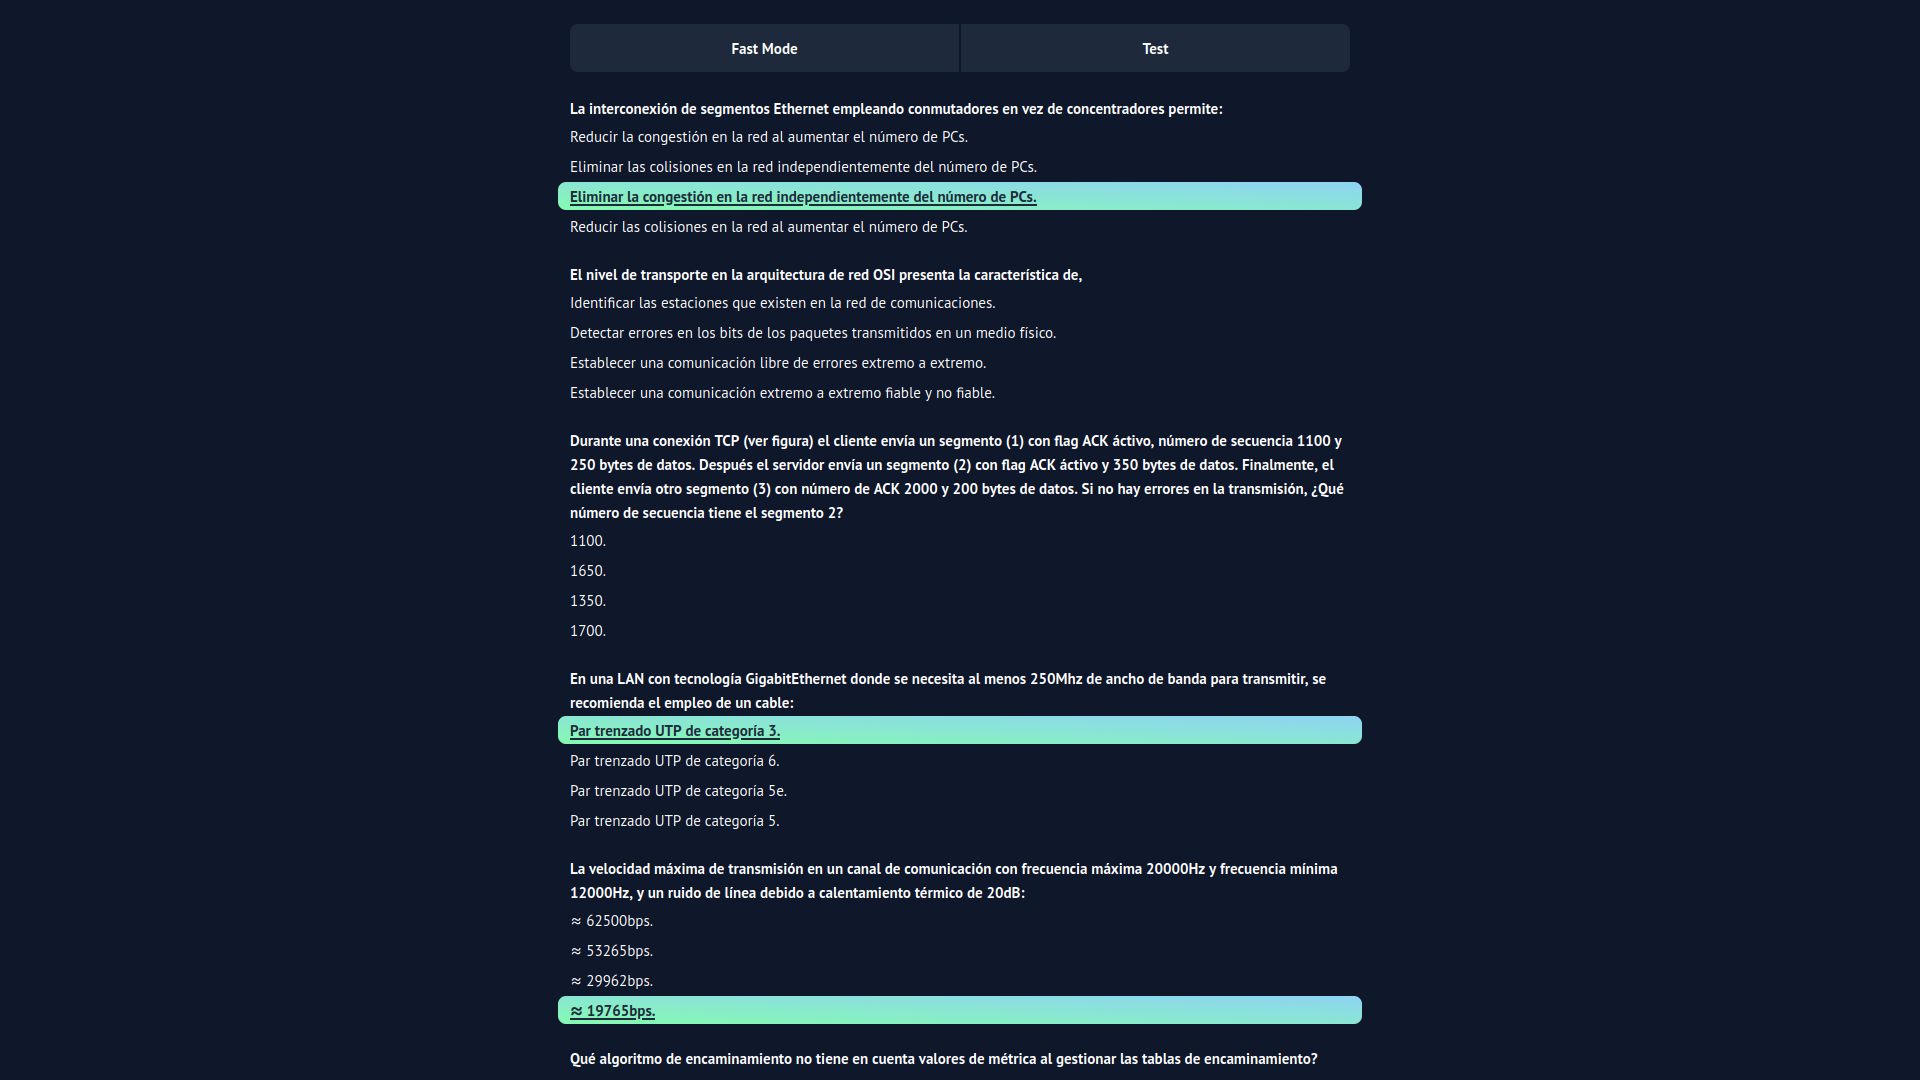 Fast Mode
Test
La interconexión de segmentos Ethernet empleando conmutadores en vez de concentradores permite:
Reducir la congestión en la red al aumentar el número de PCs.
Eliminar las colisiones en la red independientemente del número de PCs.
Eliminar la congestión en la red independientemente del número de PCs.
Reducir las colisiones en la red al aumentar el número de PCs.
El nivel de transporte en la arquitectura de red OSI presenta la característica de,
Identificar las estaciones que existen en la red de comunicaciones.
Detectar errores en los bits de los paquetes transmitidos en un medio físico.
Establecer una comunicación libre de errores extremo a extremo.
Establecer una comunicación extremo a extremo fiable y no fiable.
Durante una conexión TCP (ver figura) el cliente envía un segmento (1) con flag ACK áctivo, número de secuencia 1100 y
250 bytes de datos. Después el servidor envía un segmento (2) con flag ACK áctivo y 350 bytes de datos. Finalmente, el
cliente envía otro segmento (3) con número de ACK 2000 y 200 bytes de datos. Si no hay errores en la transmisión, ¿Qué
número de secuencia tiene el segmento 2?
1100.
1650.
1350.
1700.
En una LAN con tecnología GigabitEthernet donde se necesita al menos 250Mhz de ancho de banda para transmitir, se
recomienda el empleo de un cable:
Par trenzado UTP de categoría 3.
Par trenzado UTP de categoría 6.
Par trenzado UTP de categoría 5e.
Par trenzado UTP de categoría 5.
La velocidad máxima de transmisión en un canal de comunicación con frecuencia máxima 20000Hz y frecuencia mínima
12000Hz, y un ruido de línea debido a calentamiento térmico de 20dB:
≈ 62500bps.
≈ 53265bps.
≈ 29962bps.
≈ 19765bps.
Qué algoritmo de encaminamiento no tiene en cuenta valores de métrica al gestionar las tablas de encaminamiento?